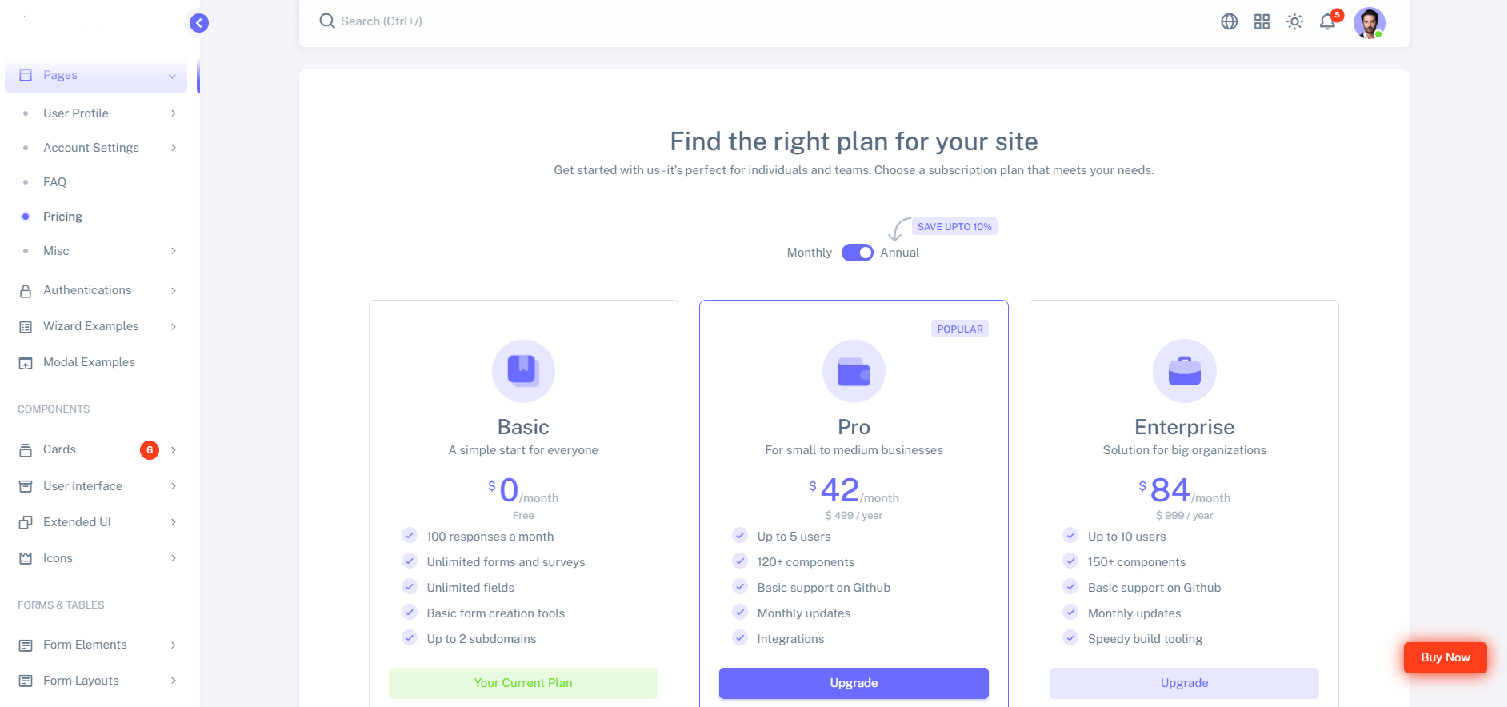 Search (Ctrl+/)
5
Pages
User Profile
Account Settings
FAQ
Pricing
Misc
Authentications
Wizard Examples
Modal Examples
COMPONENTS
Cards 6
User interface
Extended UI
Icons
FORMS & TABLES
Form Elements
Form Layouts
Find the right plan for your site
Get started with us - it's perfect for individuals and teams. Choose a subscription plan that meets your needs.
SAVE UPTO 10%
Monthly Annual
Basic
A simple start for everyone
$ 0/month
Free
100 responses a month
Unlimited forms and surveys
Unlimited fields
Basic form creation tools
Up to 2 subdomains
Your Current Plan
POPULAR
Pro
For small to medium businesses
$ 42/month
$ 499 / year
Up to 5 users
120+ components
Basic support on Github
Monthly updates
Integrations
Upgrade
Enterprise
Solution for big organizations
$ 84/month
$ 999 / year
Up to 10 users
150+ components
Basic support on Github
Monthly updates
Speedy build tooling
Upgrade
Buy Now